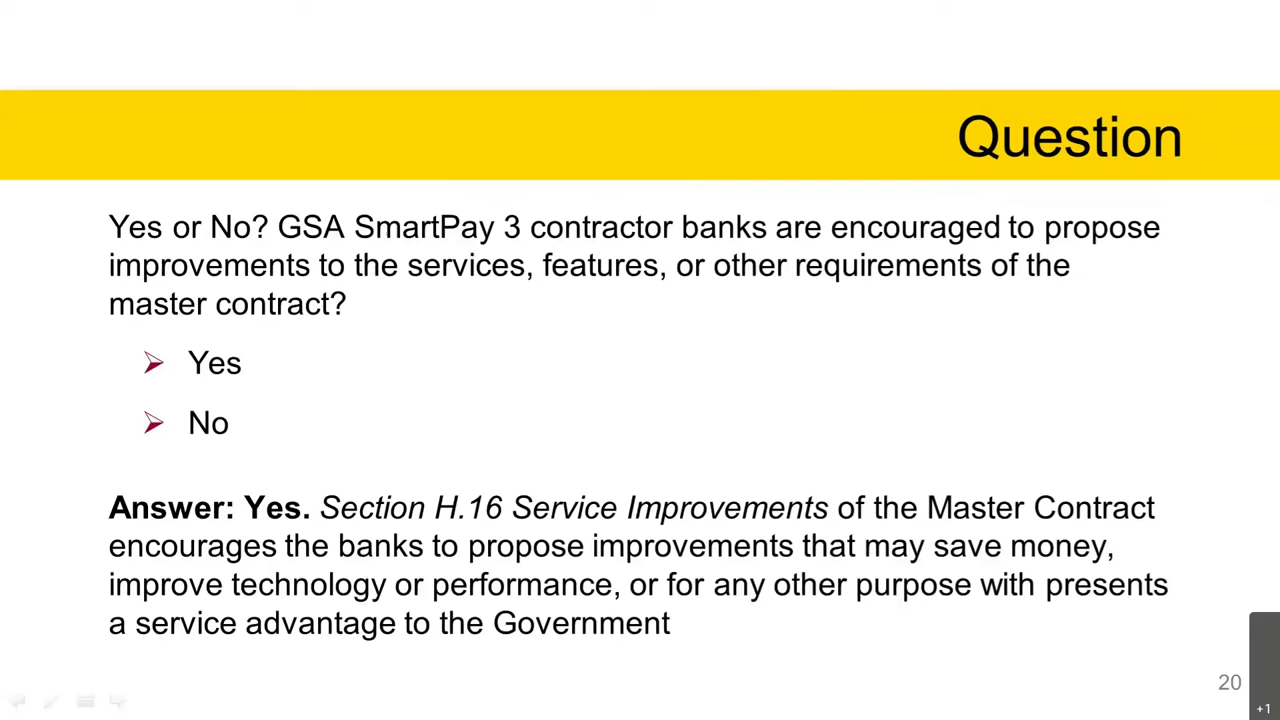 Question
Yes or No? GSA SmartPay 3 contractor banks are encouraged to propose
improvements to the services, features, or other requirements of the
master contract?
Yes
No
Answer: Yes. Section H.16 Service Improvements of the Master Contract
encourages the banks to propose improvements that may save money,
improve technology or performance, or for any other purpose with presents
a service advantage to the Government
20
+1